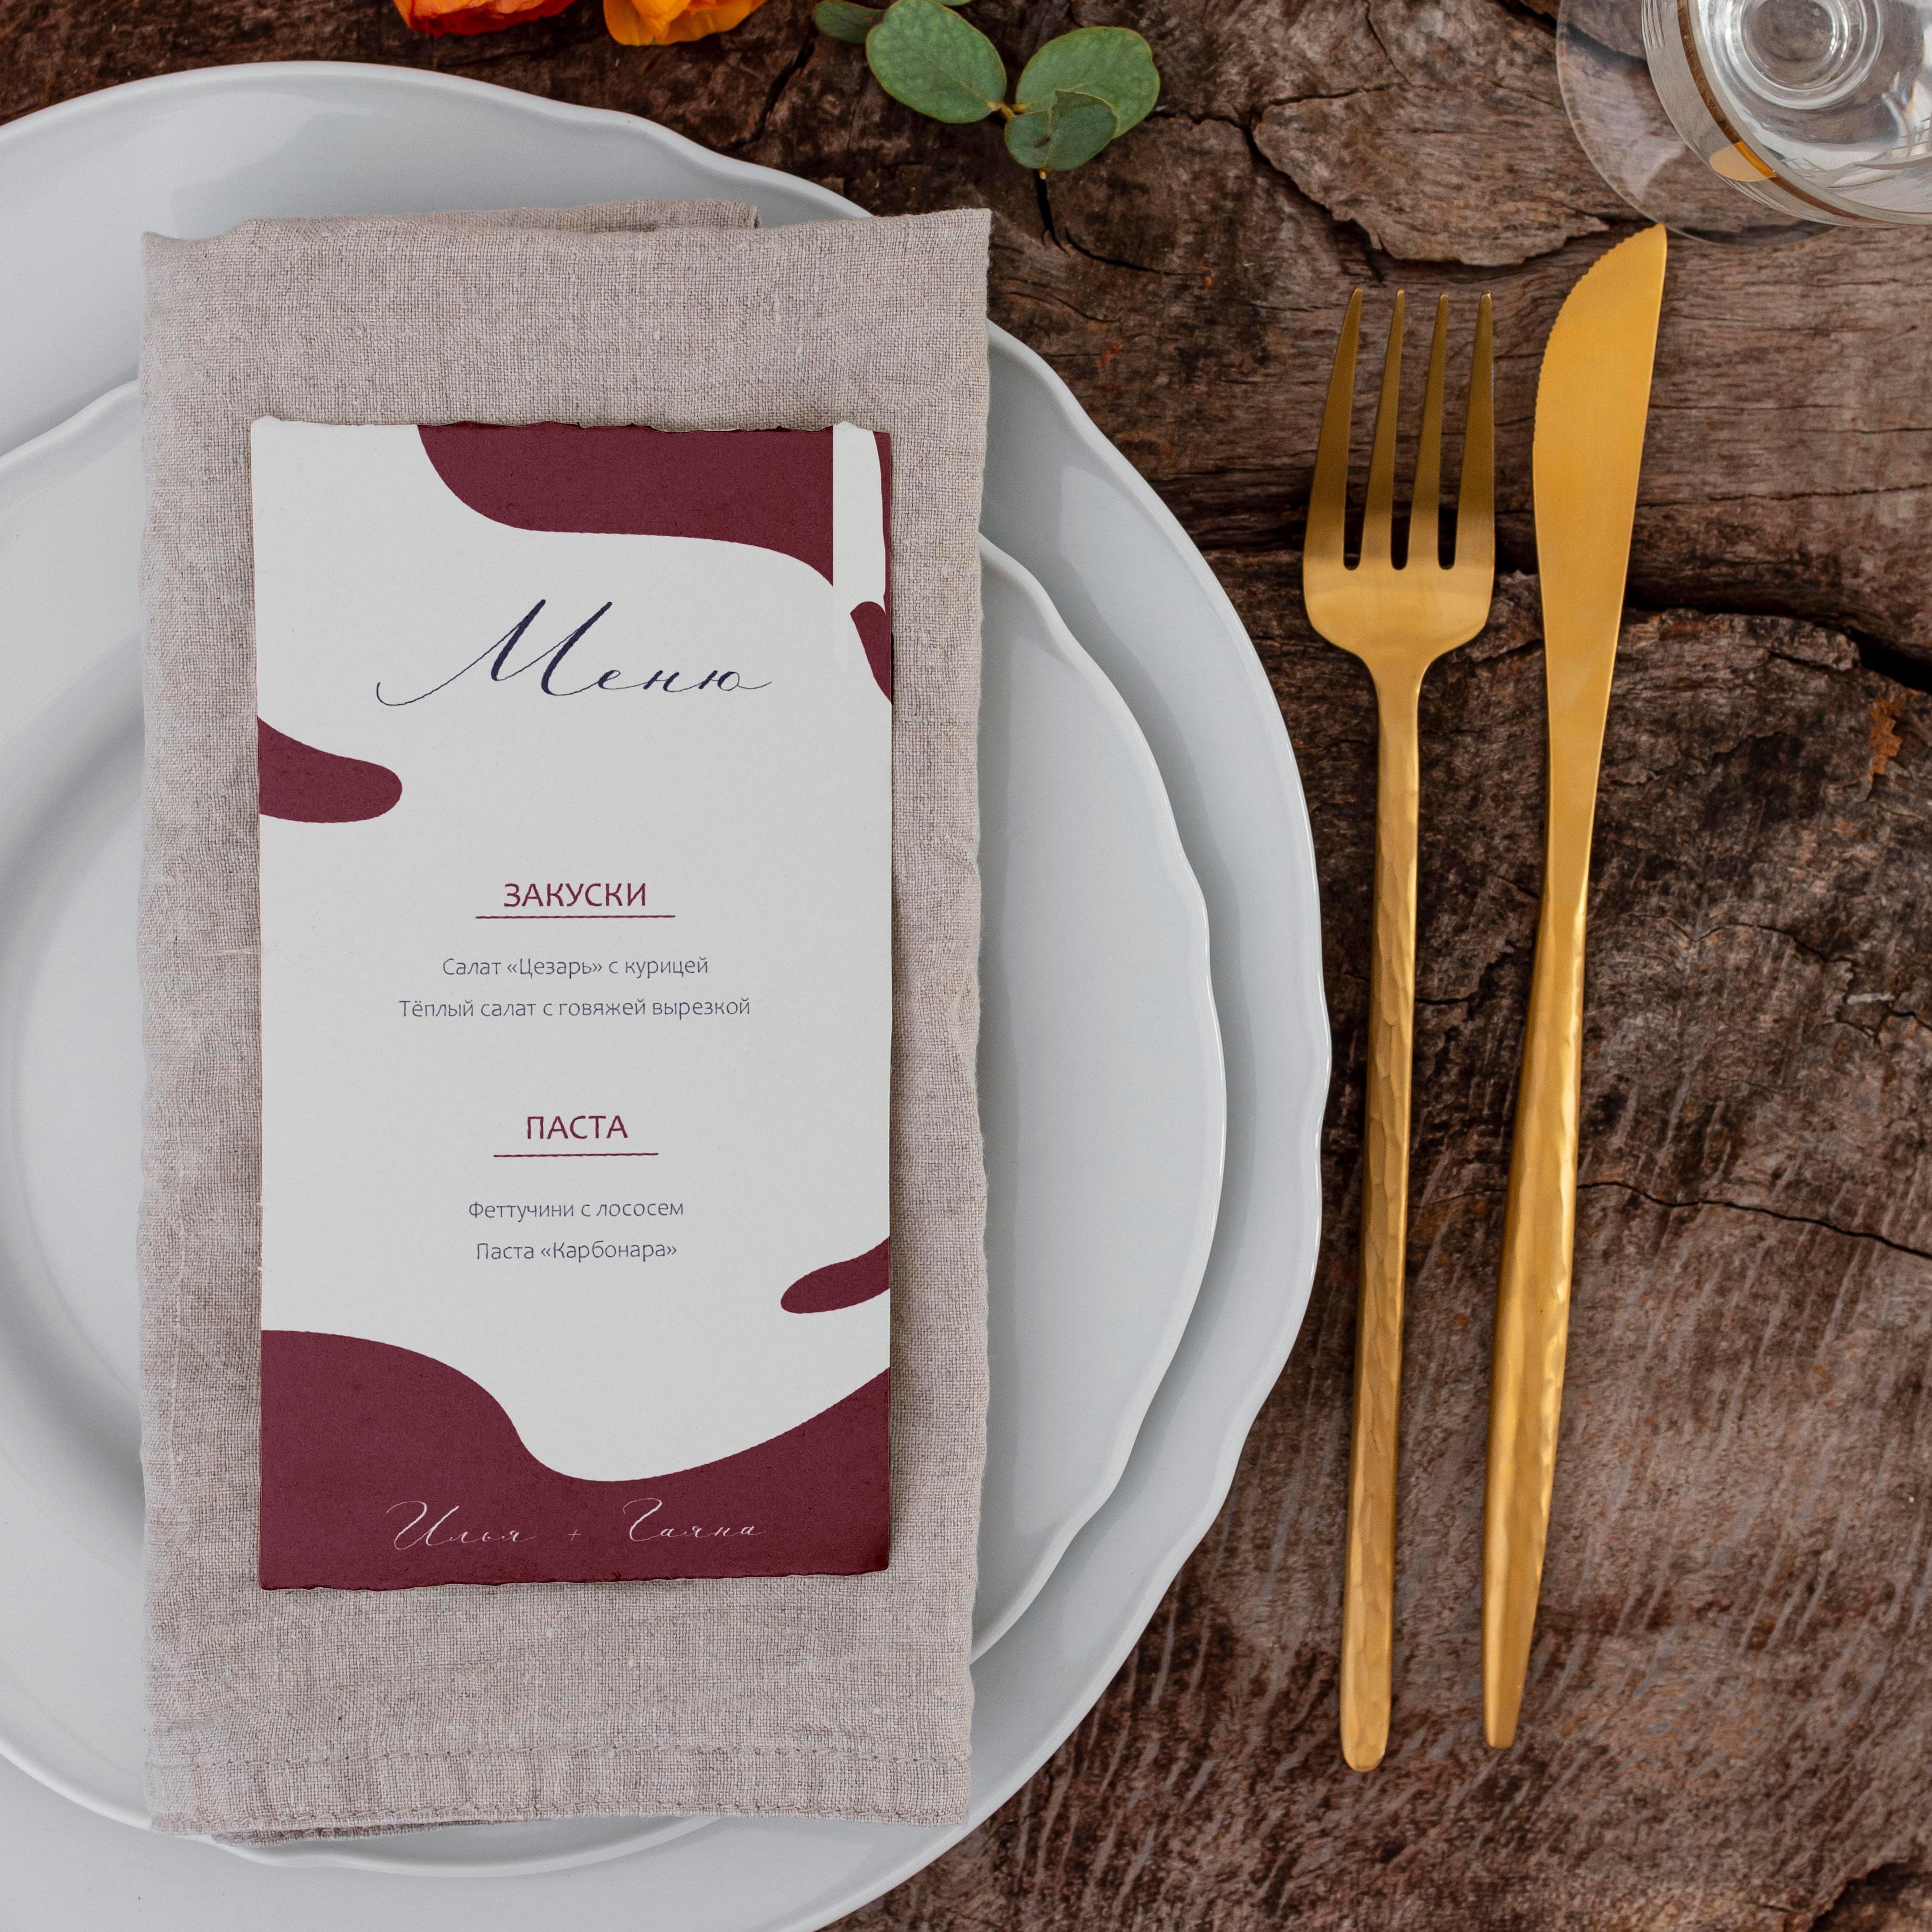 Меню
ЗАКУСКИ
Салат «Цезарь» с курицей
Тёплый салат с говяжей вырезкой
ПАСТА
Феттучини с лососем
Паста «Карбонара»
Илья + Гаяна